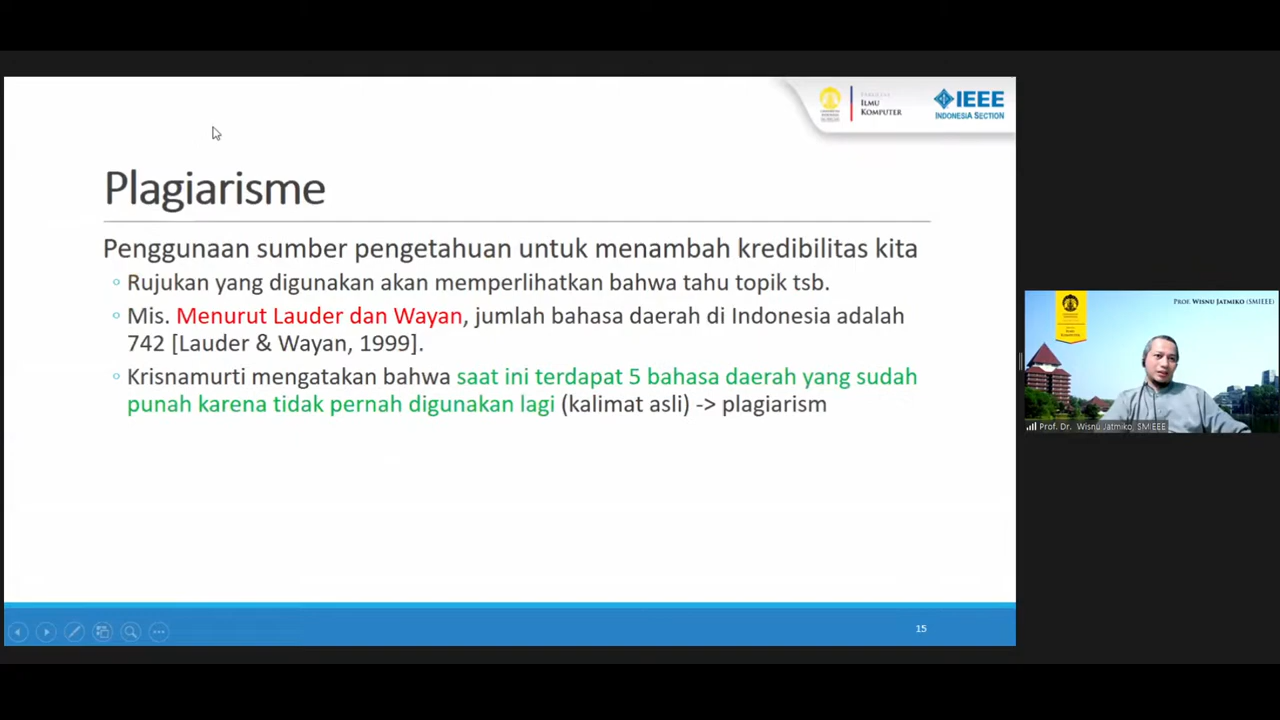 ILMU
KOMPUTER
IEEE
INDONESIA SECTION
Plagiarisme
Penggunaan sumber pengetahuan untuk menambah kredibilitas kita
Rujukan yang digunakan akan memperlihatkan bahwa tahu topik tsb.
Mis. Menurut Lauder dan Wayan, jumlah bahasa daerah di Indonesia adalah
742 [Lauder & Wayan, 1999].
Krisnamurti mengatakan bahwa saat ini terdapat 5 bahasa daerah yang sudah
punah karena tidak pernah digunakan lagi (kalimat asli) -> plagiarism
15
PROF. WISNU JATMIKO (SMIEEE)
Prof. Dr. Wisnu Jatmiko SMIEEE